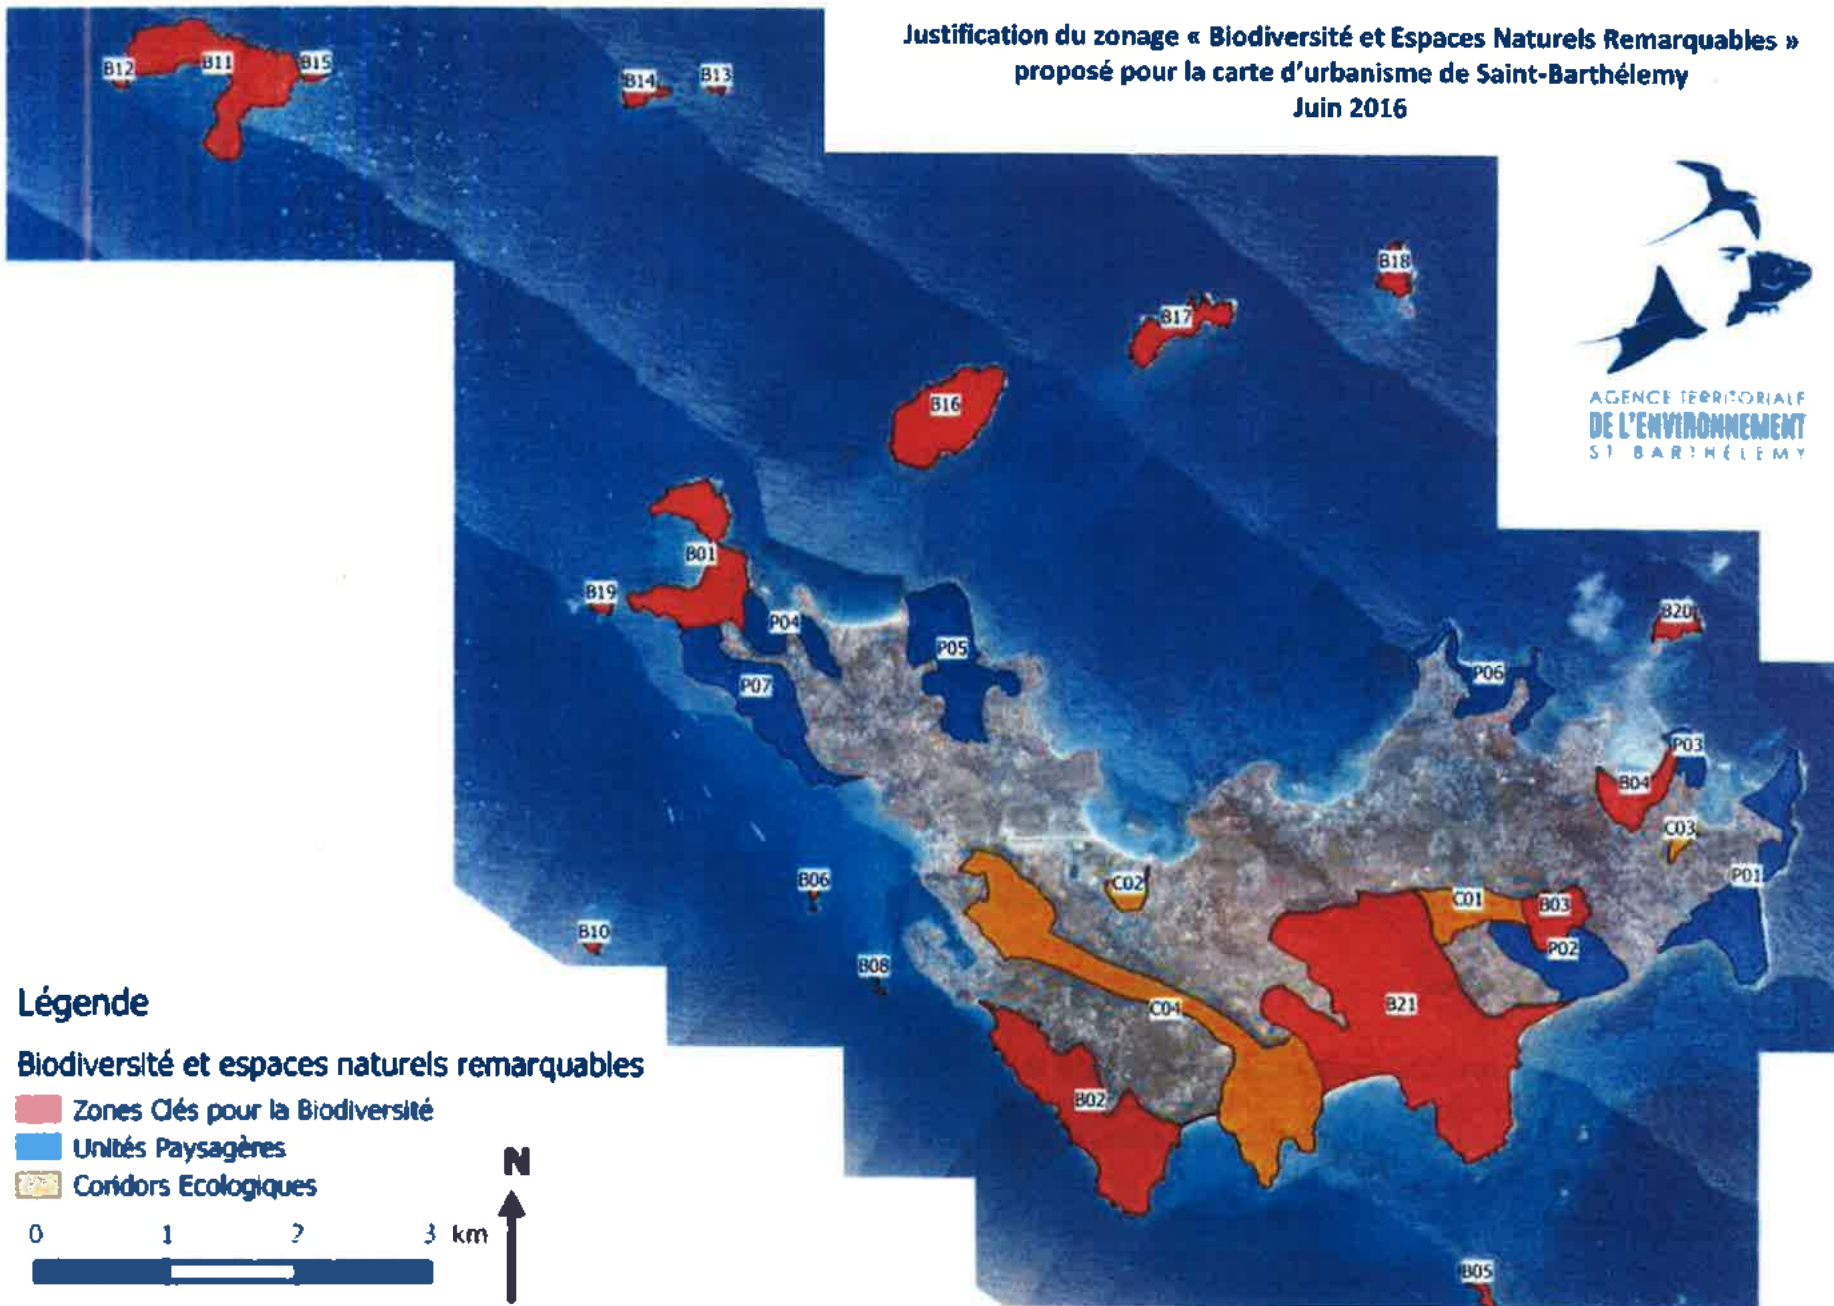 Justification du zonage « Biodiversité et Espaces Naturels Remarquables »
proposé pour la carte d'urbanisme de Saint-Barthélemy
Juin 2016
AGENCE TERRITORIALE
DE L'ENVIRONNEMENT
ST BARTHÉLEMY
B12
B11
B15
B14
B13
B18
B17
B16
B01
B19
B20
P04
P05
P06
P07
P03
B04
C03
P01
B06
C02
C01
B03
B10
P02
B08
B21
C04
B02
B05
Légende
Biodiversité et espaces naturels remarquables
Zones Clés pour la Biodiversité
Unités Paysagères
Corridors Ecologiques
N
0 1 2 3 km